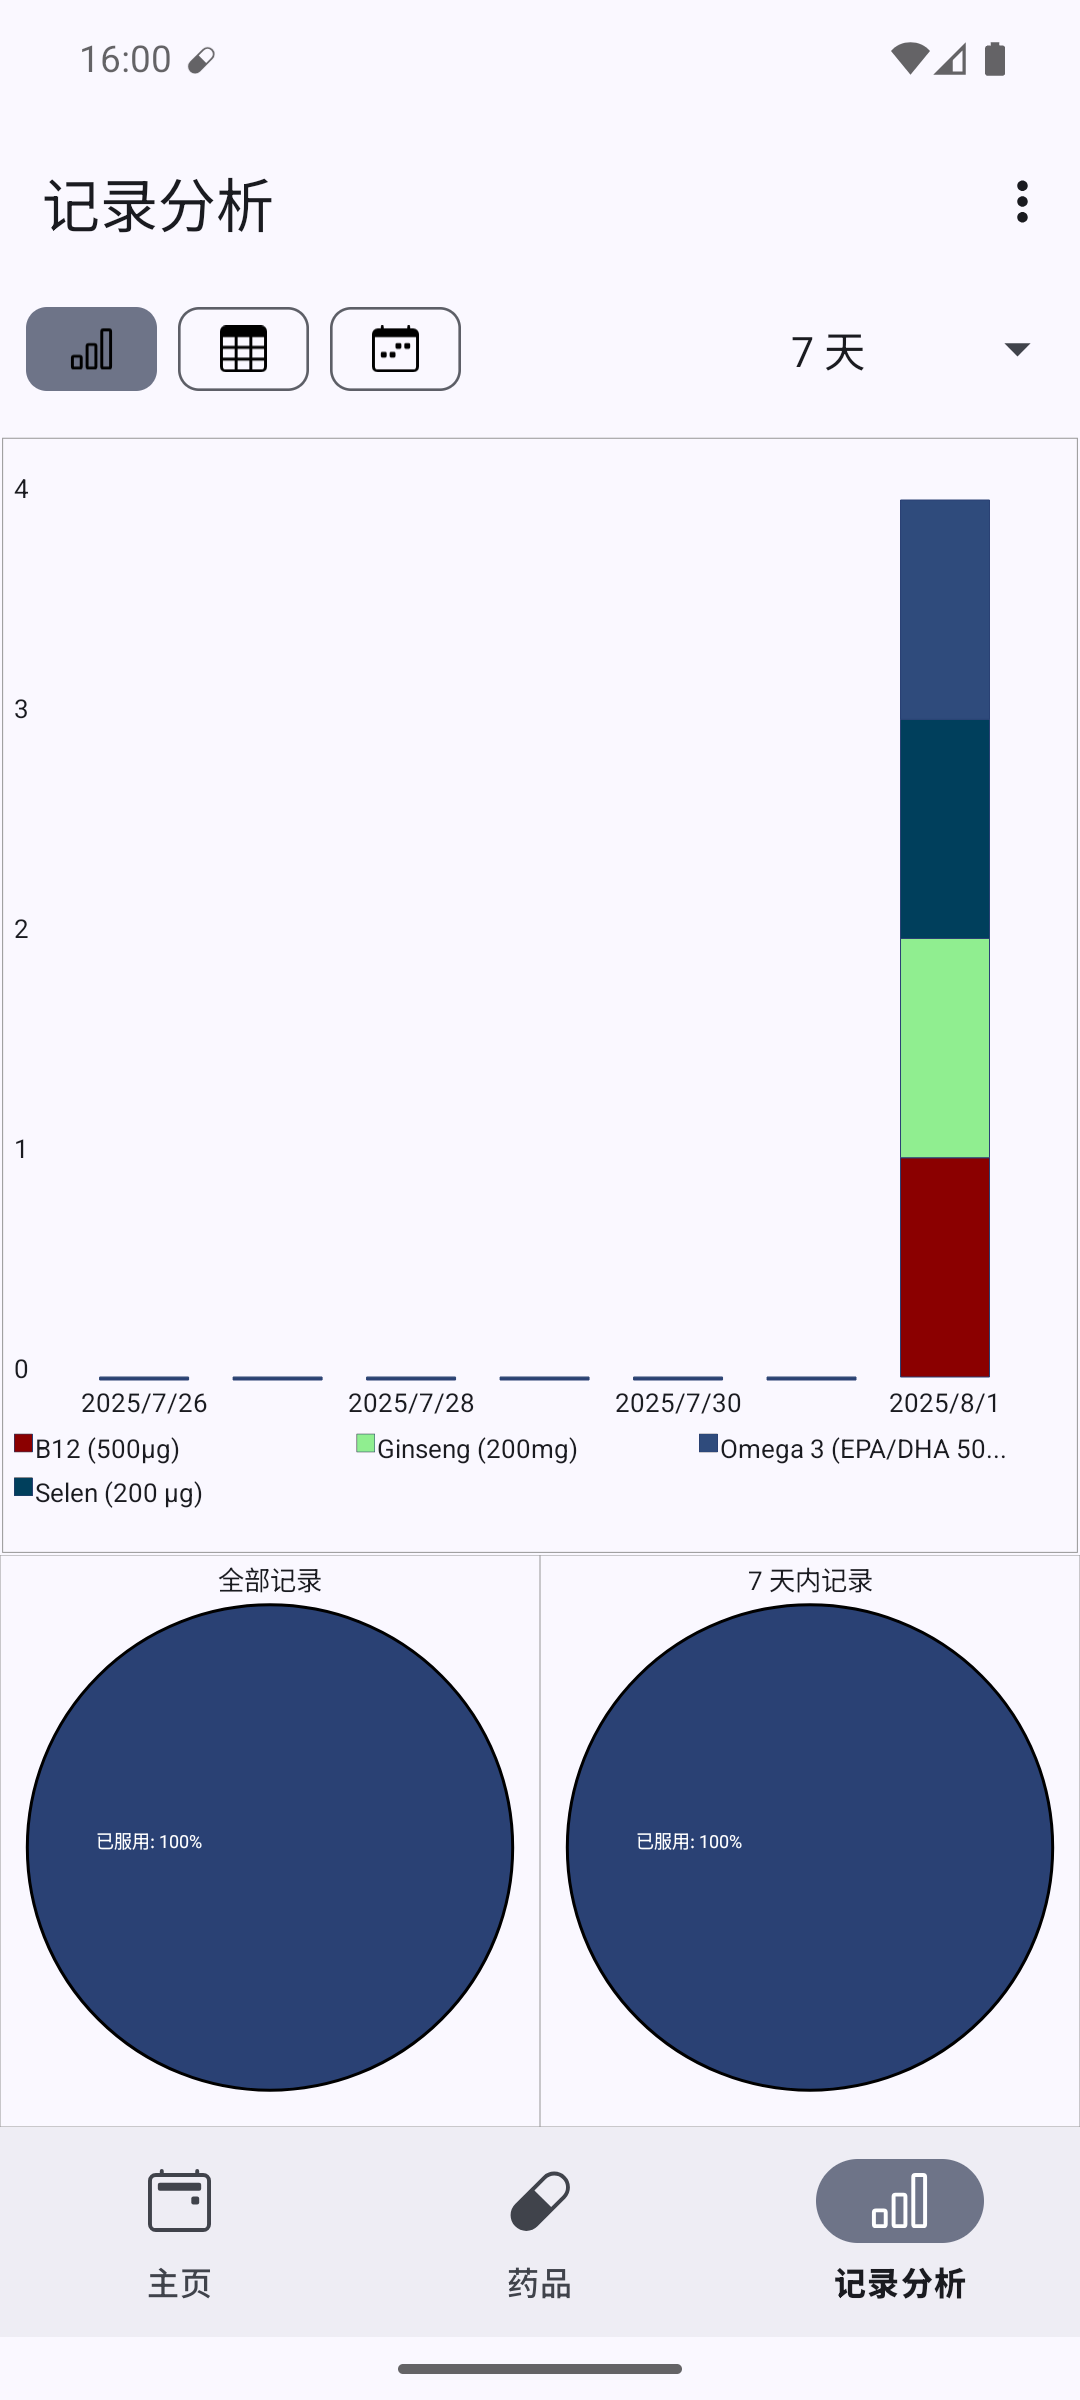 16:00
记录分析
7 天
4
3
2
1
0
2025/7/26 2025/7/28 2025/7/30 2025/8/1
B12 (500µg) Ginseng (200mg) Omega 3 (EPA/DHA 50...
Selen (200 µg)
全部记录 7 天内记录
已服用: 100% 已服用: 100%
主页 药品 记录分析